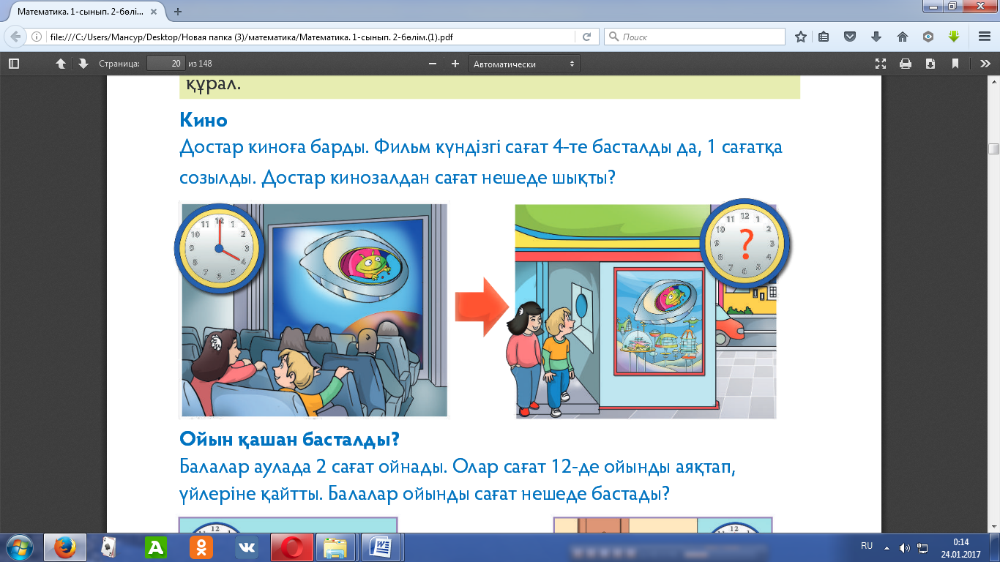 Математика. 1-сынып. 2-бөлі...
file:///C:/Users/Мансур/Desktop/Новая папка (3)/математика/Математика. 1-сынып. 2-бөлім.(1).pdf
Поиск
Страница: 20 из 148
Автоматически
құрал.
Кино
Достар киноға барды. Фильм күндізгі сағат 4-те басталды да, 1 сағатқа
созылды. Достар кинозалдан сағат нешеде шықты?
11 12 1
10 2
9 3
8 4
7 6 5
11 12 1
10 2
9 ? 3
8 4
7 6 5
Ойын қашан басталды?
Балалар аулада 2 сағат ойнады. Олар сағат 12-де ойынды аяқтап,
үйлеріне қайтты. Балалар ойынды сағат нешеде бастады?
12
12
RU
0:14
24.01.2017